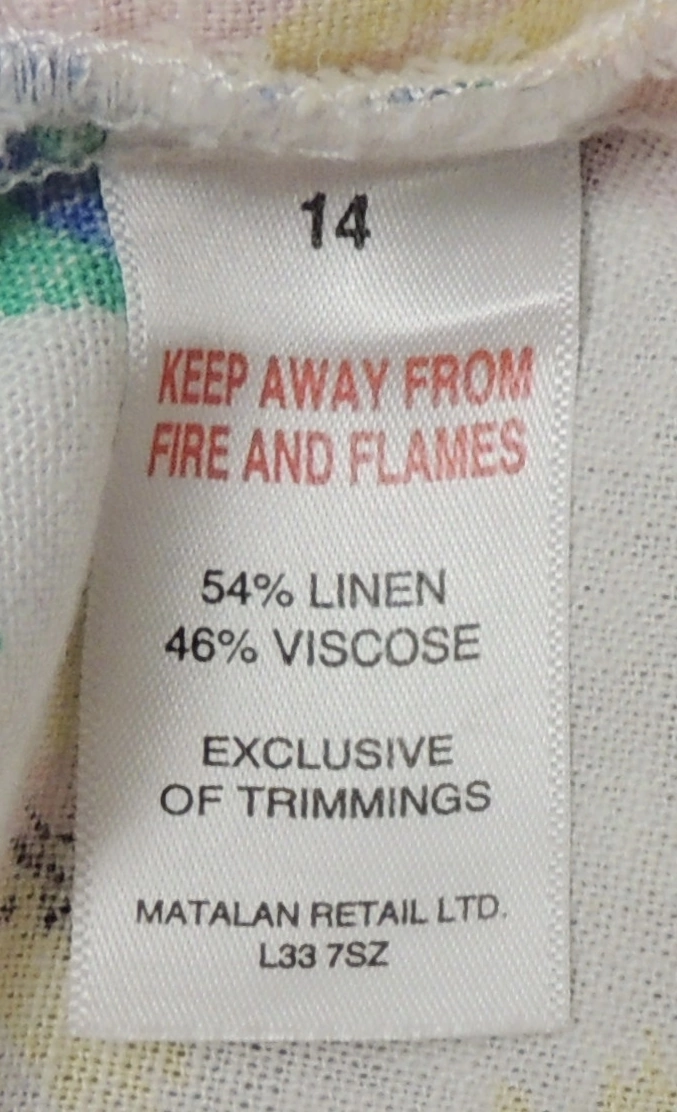 14
KEEP AWAY FROM
FIRE AND FLAMES
54% LINEN
46% VISCOSE
EXCLUSIVE
OF TRIMMINGS
MATALAN RETAIL LTD.
L33 7SZ